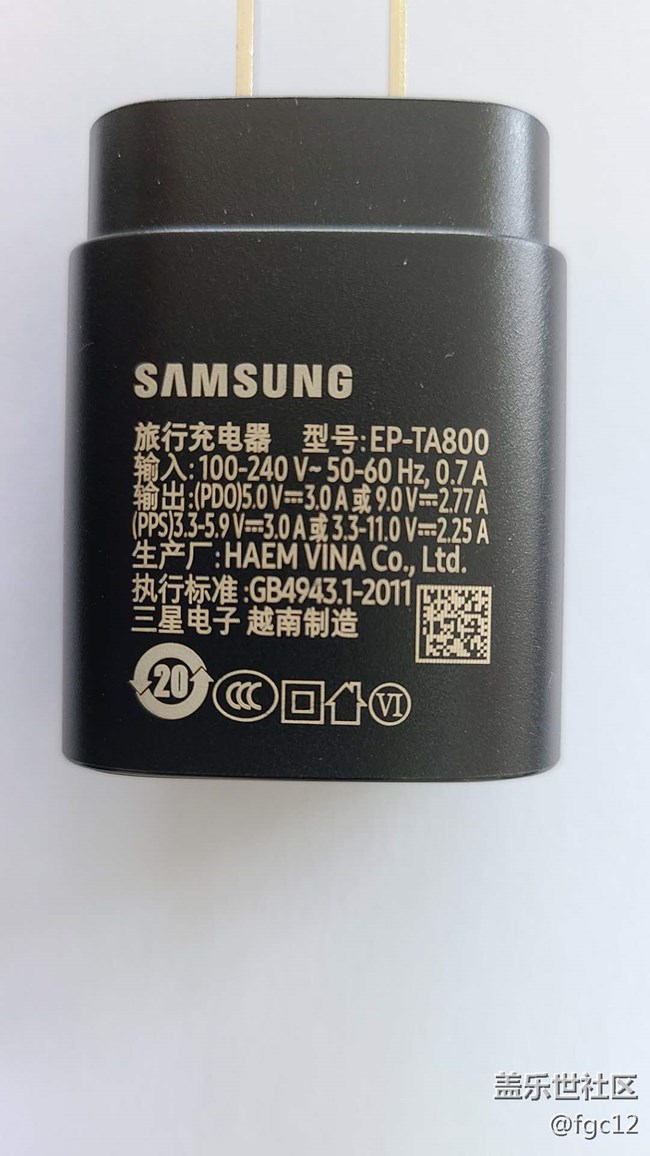 SAMSUNG
旅行充电器 型号:EP-TA800
输入:100-240 V~ 50-60 Hz, 0.7 A
输出:(PDO)5.0 V⎓3.0 A 或 9.0 V⎓2.77 A
(PPS)3.3-5.9 V⎓3.0 A 或 3.3-11.0 V⎓2.25 A
生产厂:HAEM VINA Co., Ltd.
执行标准:GB4943.1-2011
三星电子 越南制造
20 CCC VI
盖乐世社区
@fgc12